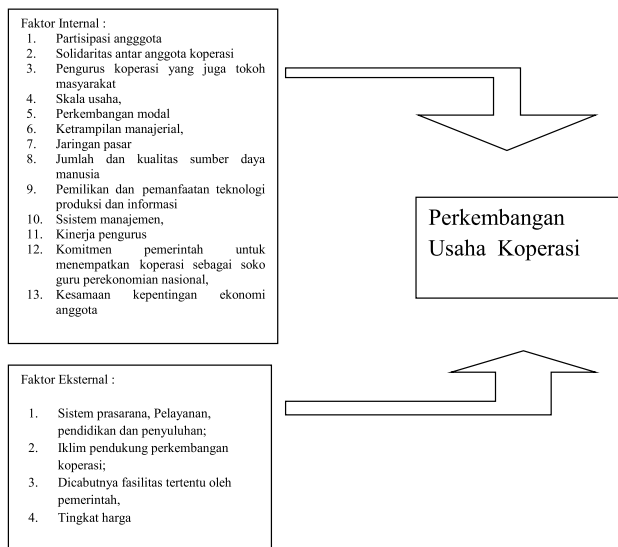 Faktor Internal :
1. Partisipasi angggota
2. Solidaritas antar anggota koperasi
3. Pengurus koperasi yang juga tokoh
masyarakat
4. Skala usaha,
5. Perkembangan modal
6. Ketrampilan manajerial,
7. Jaringan pasar
8. Jumlah dan kualitas sumber daya
manusia
9. Pemilikan dan pemanfaatan teknologi
produksi dan informasi
10. Ssistem manajemen,
11. Kinerja pengurus
12. Komitmen pemerintah untuk
menempatkan koperasi sebagai soko
guru perekonomian nasional,
13. Kesamaan kepentingan ekonomi
anggota
Perkembangan
Usaha Koperasi
Faktor Eksternal :
1. Sistem prasarana, Pelayanan,
pendidikan dan penyuluhan;
2. Iklim pendukung perkembangan
koperasi;
3. Dicabutnya fasilitas tertentu oleh
pemerintah,
4. Tingkat harga